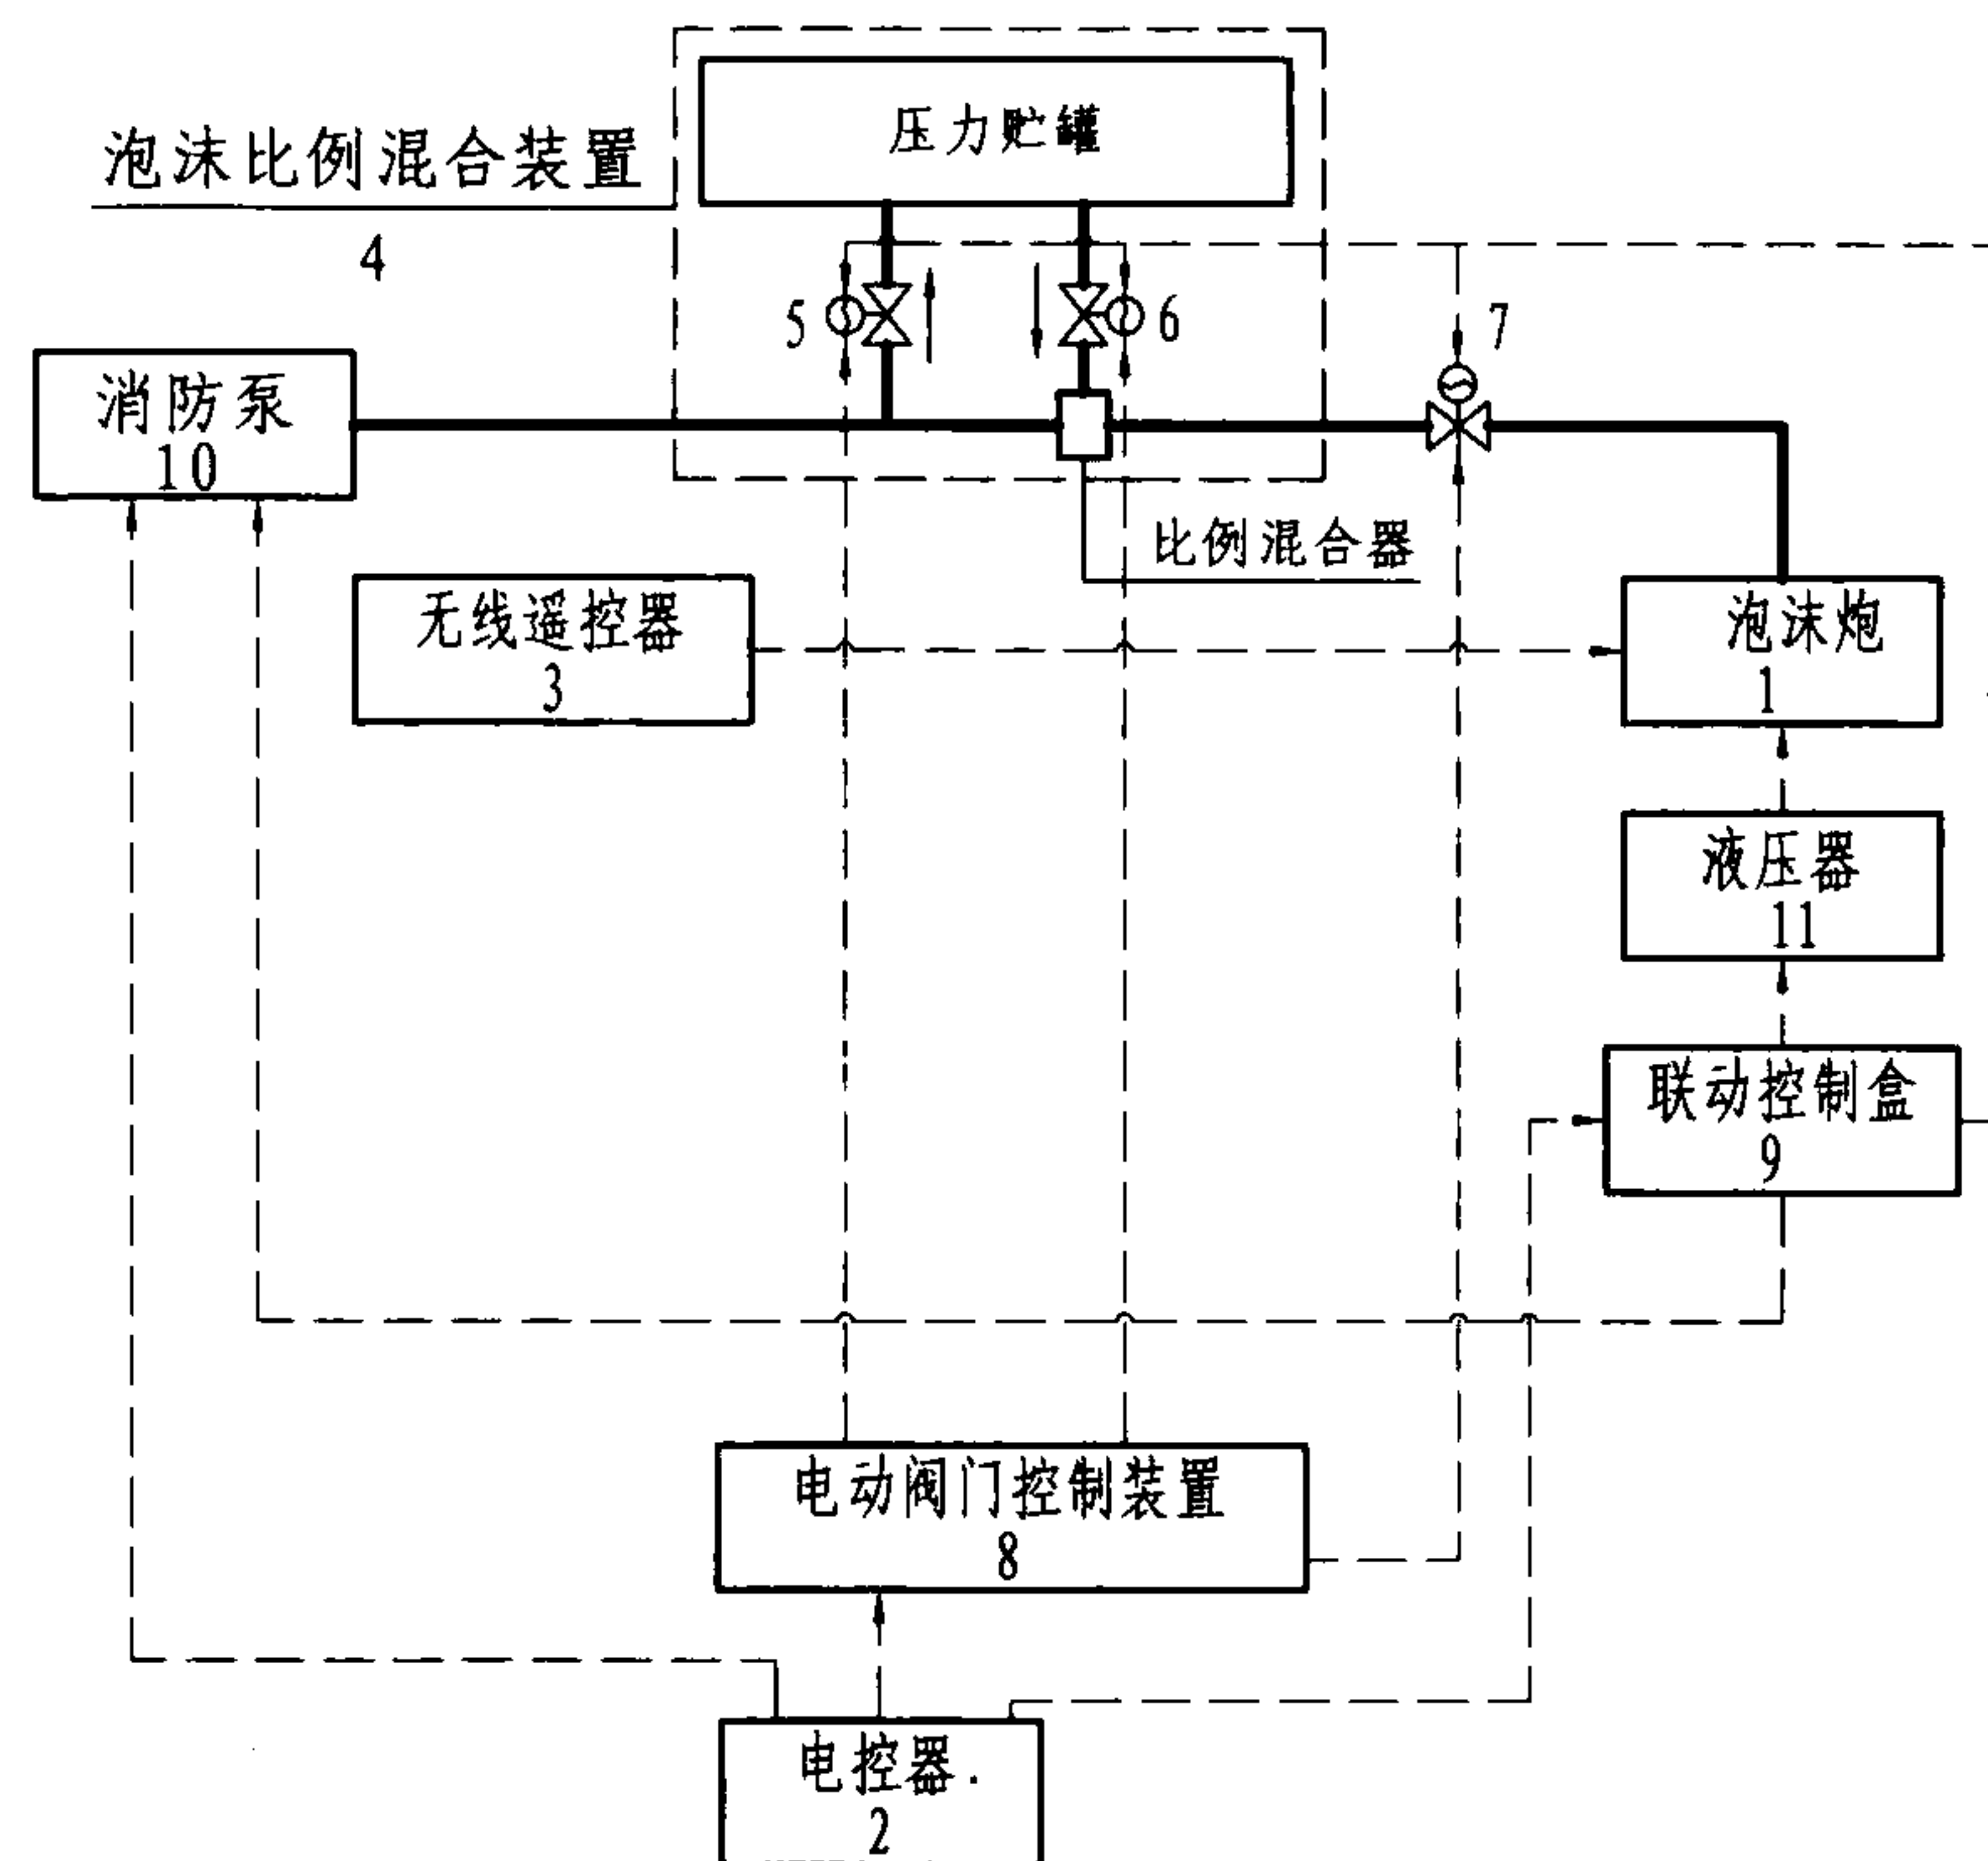 压力贮罐
泡沫比例混合装置
4
5
6
7
消防泵
10
比例混合器
无线遥控器
3
泡沫炮
1
液压器
11
联动控制盒
9
电动阀门控制装置
8
电控器.
2